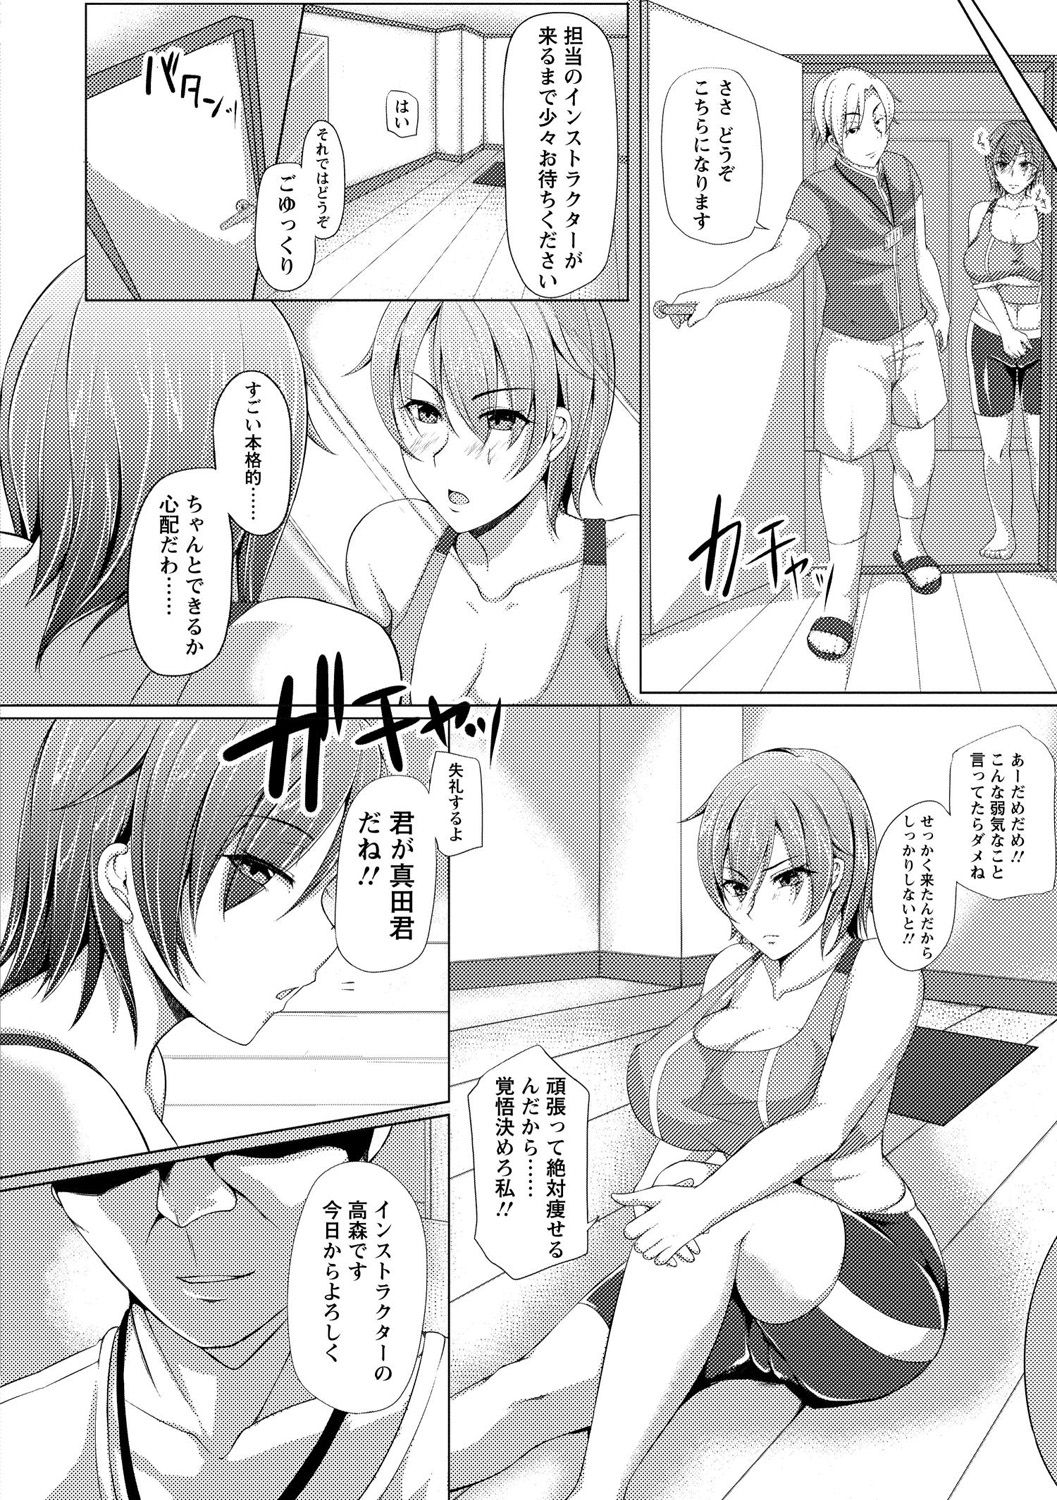 ささ どうぞ
こちらになります
ガチャッ
担当のインストラクターが
来るまで少々お待ちください
はい
それではどうぞ
ごゆっくり
バターンッ
すごい本格的……
ちゃんとできるか
心配だわ……
あーだめだめ!!
こんな弱気なこと
言ってたらダメね
せっかく来たんだから
しっかりしないと!!
頑張って絶対痩せる
んだから……
覚悟決めろ私!!
ガチャッ
失礼するよ
君が真田君
だね!!
インストラクターの
高森です
今日からよろしく